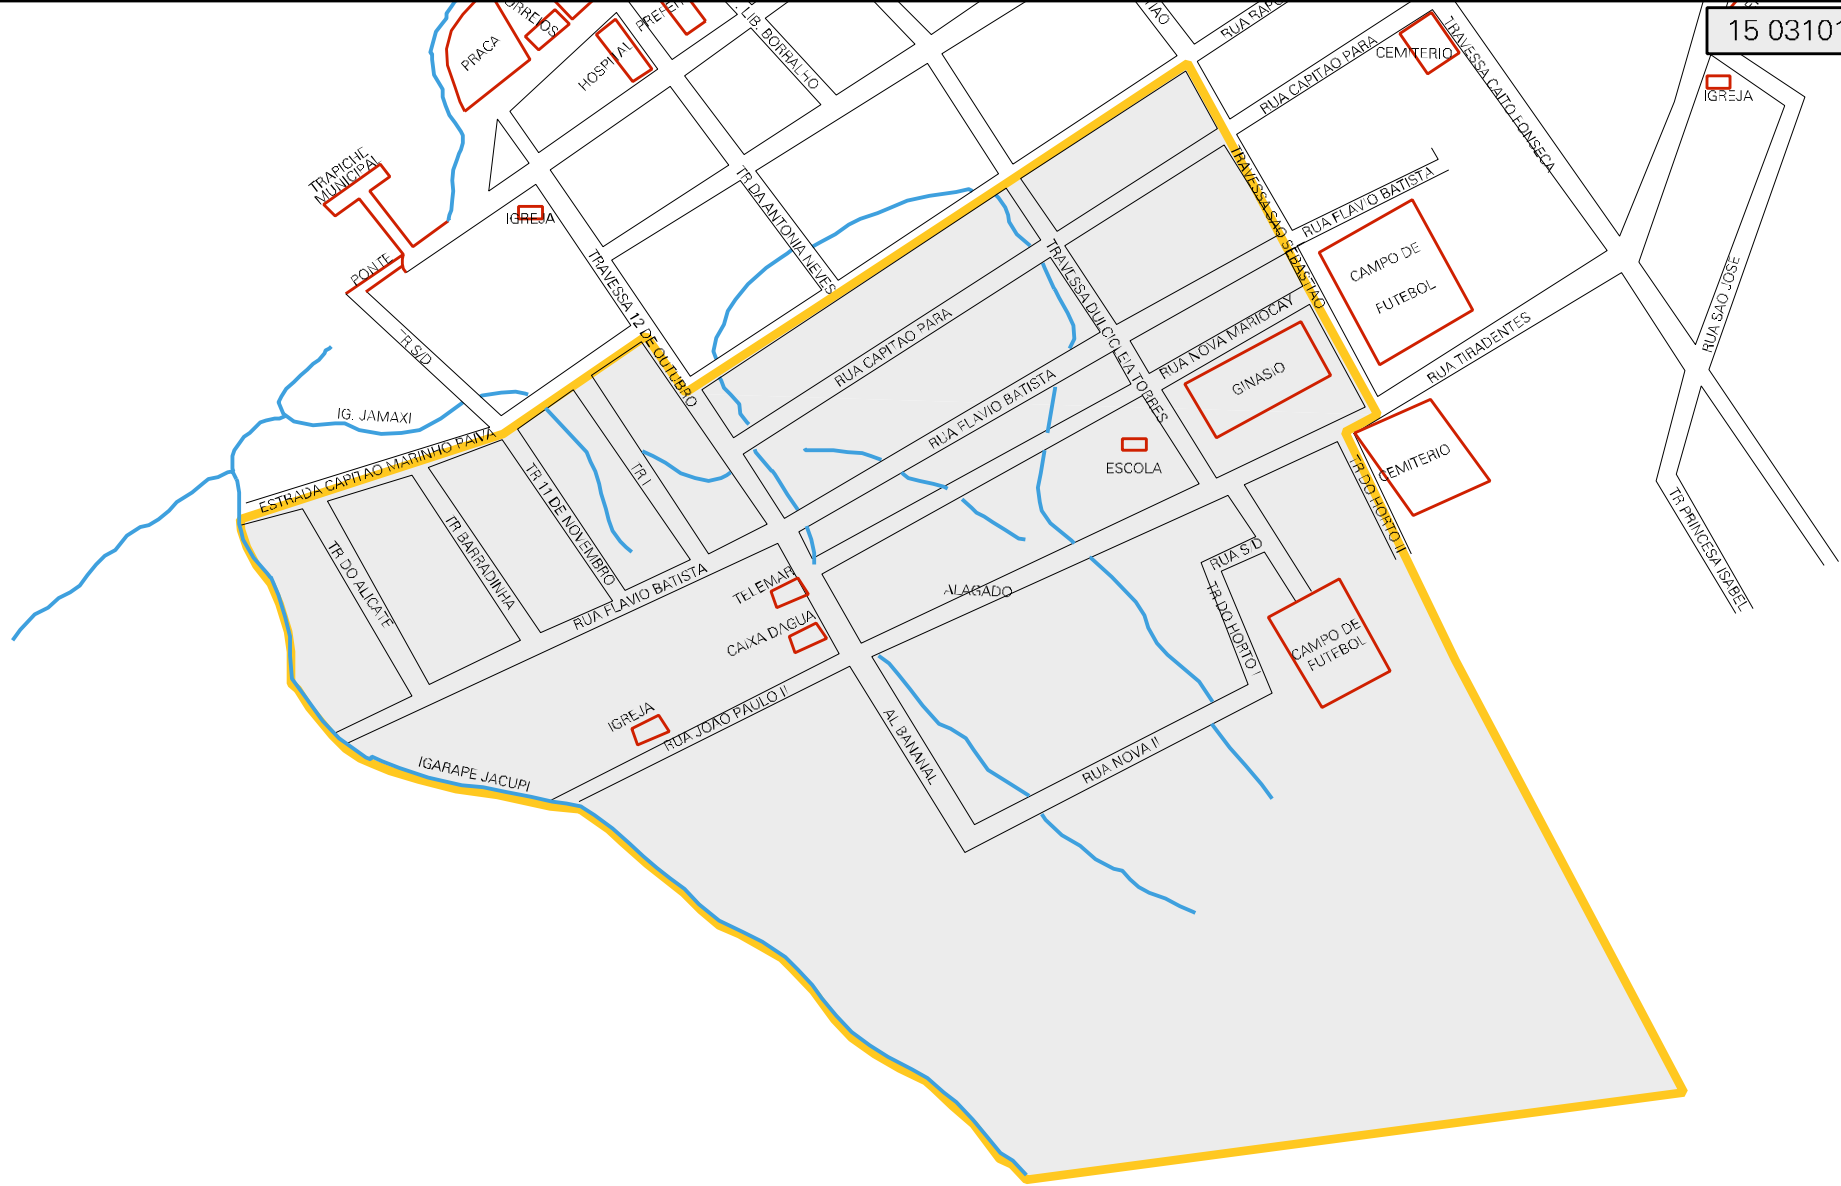 PRACA
HOSPITAL
LIB. BORRALHO
RUA CAPITAO PARA
CEMITERIO
TRAVESSA CAITO FONSECA
15 03101
IGREJA
TRAPICHE
MUNICIPAL
IGREJA
PONTE
TR S/D
TRAVESSA 12 DE OUTUBRO
TR DA ANTONIA NEVES
TRAVESSA SAO SEBASTIAO
RUA FLAVIO BATISTA
CAMPO DE
FUTEBOL
RUA SAO JOSE
RUA TIRADENTES
TRAVESSA DULCICLEIA TORRES
RUA CAPITAO PARA
RUA NOVA MARIOCAY
GINASIO
RUA FLAVIO BATISTA
IG. JAMAXI
ESTRADA CAPITAO MARINHO PAIVA
ESCOLA
CEMITERIO
TR DO HORTO II
TR PRINCESA ISABEL
TR I
TR 11 DE NOVEMBRO
TR BARRADINHA
TR DO ALICATE
RUA FLAVIO BATISTA
TELEMAR
CAIXA DAGUA
ALAGADO
RUA S D
TR DO HORTO I
CAMPO DE
FUTEBOL
IGREJA
RUA JOAO PAULO II
AL BANANAL
RUA NOVA II
IGARAPE JACUPI